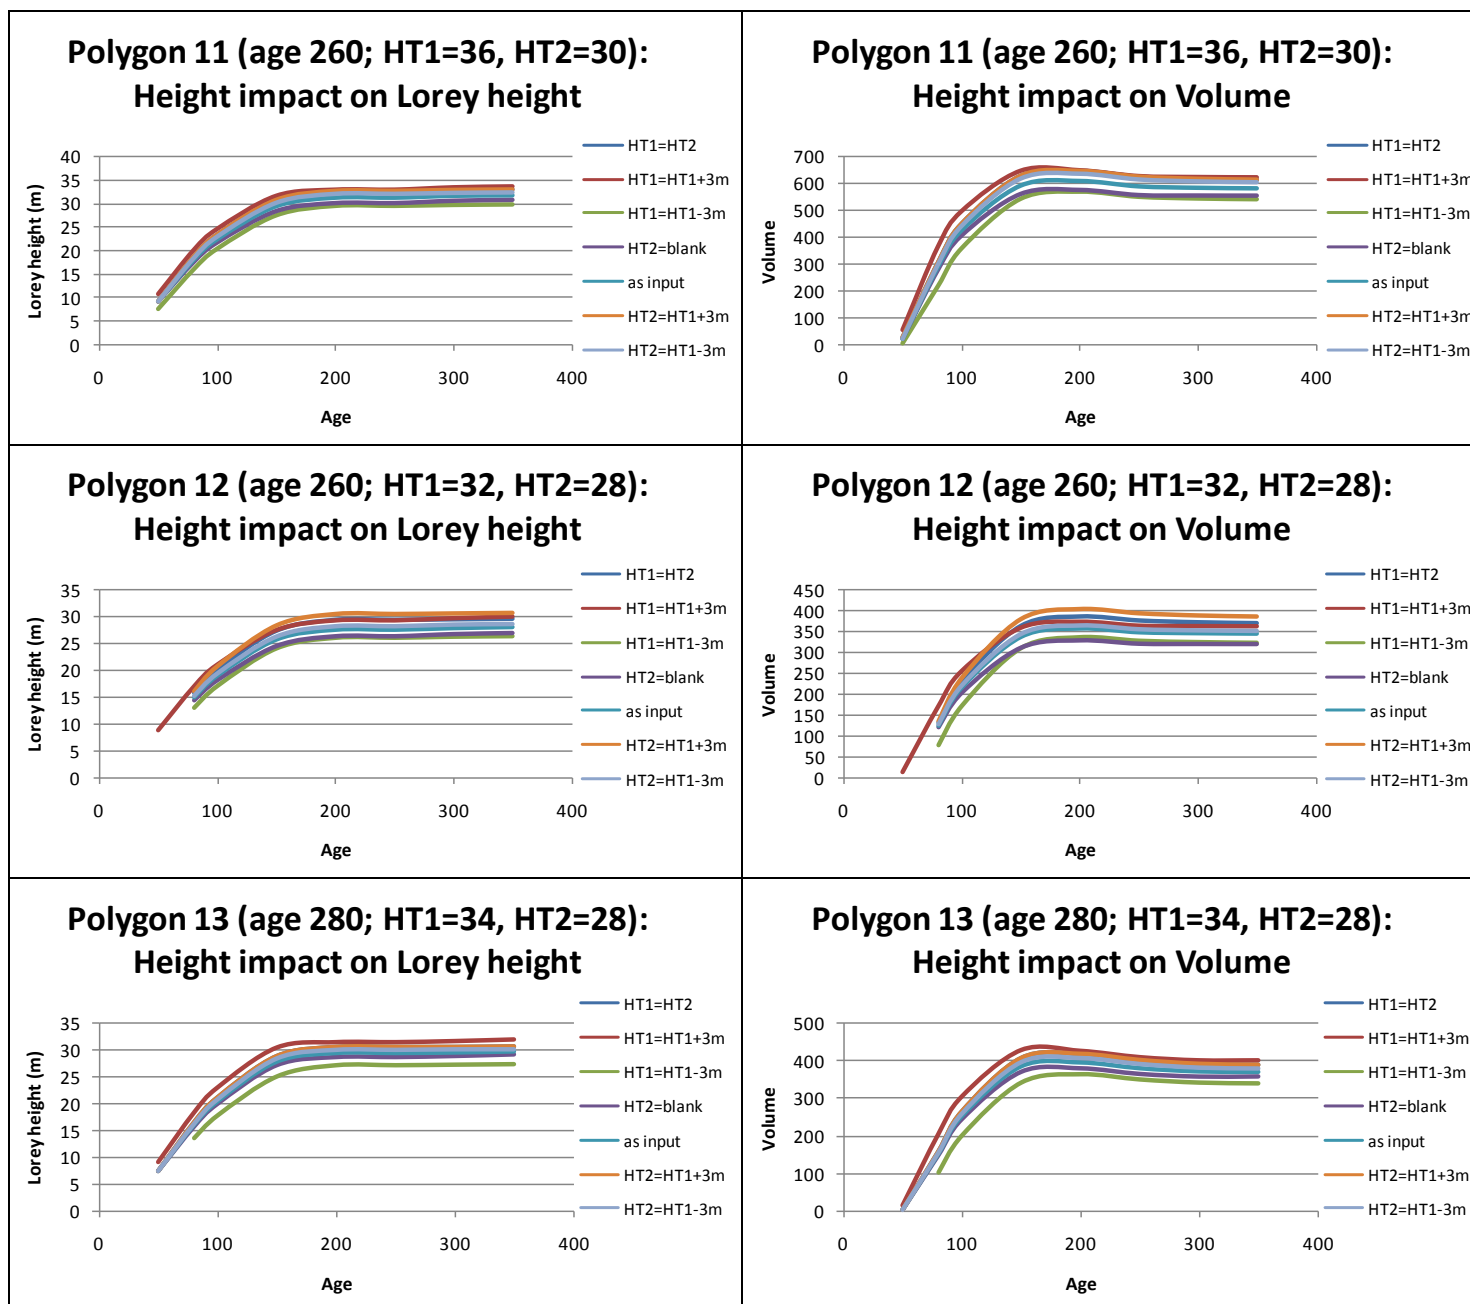 Polygon 11 (age 260; HT1=36, HT2=30):
Height impact on Lorey height
Lorey height (m)
40
35
30
25
20
15
10
5
0
0 100 200 300 400
Age
HT1=HT2
HT1=HT1+3m
HT1=HT1-3m
HT2=blank
as input
HT2=HT1+3m
HT2=HT1-3m
Polygon 11 (age 260; HT1=36, HT2=30):
Height impact on Volume
Volume
700
600
500
400
300
200
100
0
0 100 200 300 400
Age
HT1=HT2
HT1=HT1+3m
HT1=HT1-3m
HT2=blank
as input
HT2=HT1+3m
HT2=HT1-3m
Polygon 12 (age 260; HT1=32, HT2=28):
Height impact on Lorey height
Lorey height (m)
35
30
25
20
15
10
5
0
0 100 200 300 400
Age
HT1=HT2
HT1=HT1+3m
HT1=HT1-3m
HT2=blank
as input
HT2=HT1+3m
HT2=HT1-3m
Polygon 12 (age 260; HT1=32, HT2=28):
Height impact on Volume
Volume
450
400
350
300
250
200
150
100
50
0
0 100 200 300 400
Age
HT1=HT2
HT1=HT1+3m
HT1=HT1-3m
HT2=blank
as input
HT2=HT1+3m
HT2=HT1-3m
Polygon 13 (age 280; HT1=34, HT2=28):
Height impact on Lorey height
Lorey height (m)
35
30
25
20
15
10
5
0
0 100 200 300 400
Age
HT1=HT2
HT1=HT1+3m
HT1=HT1-3m
HT2=blank
as input
HT2=HT1+3m
HT2=HT1-3m
Polygon 13 (age 280; HT1=34, HT2=28):
Height impact on Volume
Volume
500
400
300
200
100
0
0 100 200 300 400
Age
HT1=HT2
HT1=HT1+3m
HT1=HT1-3m
HT2=blank
as input
HT2=HT1+3m
HT2=HT1-3m